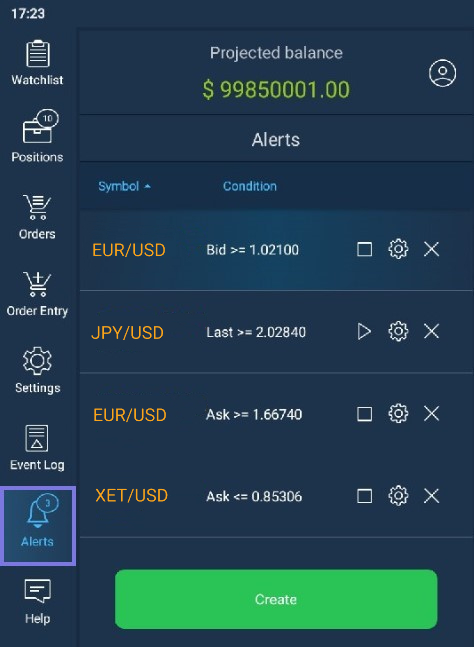 17:23
Watchlist
10
Positions
Orders
Order Entry
Settings
Event Log
3
Alerts
Help
Projected balance
$ 99850001.00
Alerts
Symbol Condition
EUR/USD Bid >= 1.02100
JPY/USD Last >= 2.02840
EUR/USD Ask >= 1.66740
XET/USD Ask <= 0.85306
Create